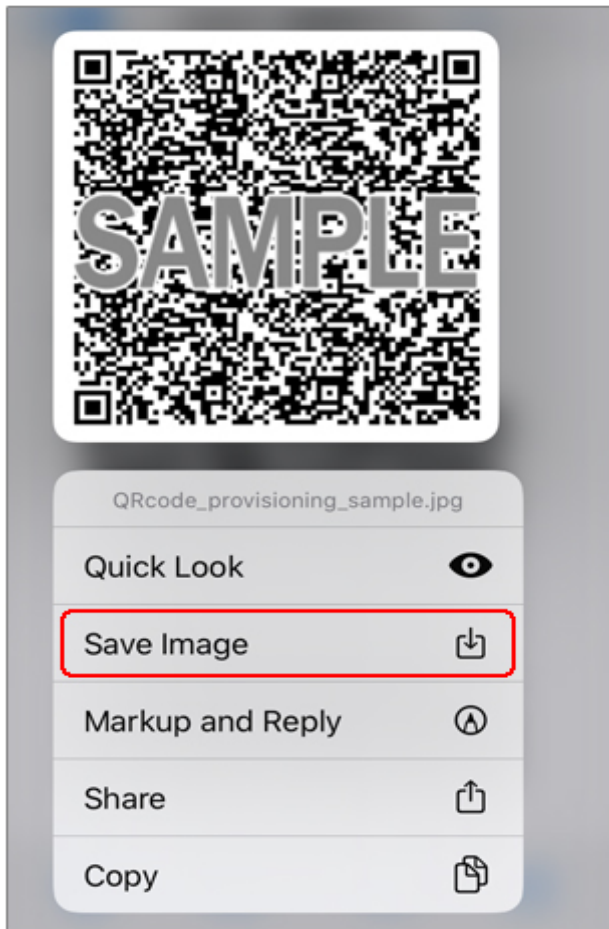 SAMPLE
QRcode_provisioning_sample.jpg
Quick Look
Save Image
Markup and Reply
Share
Copy